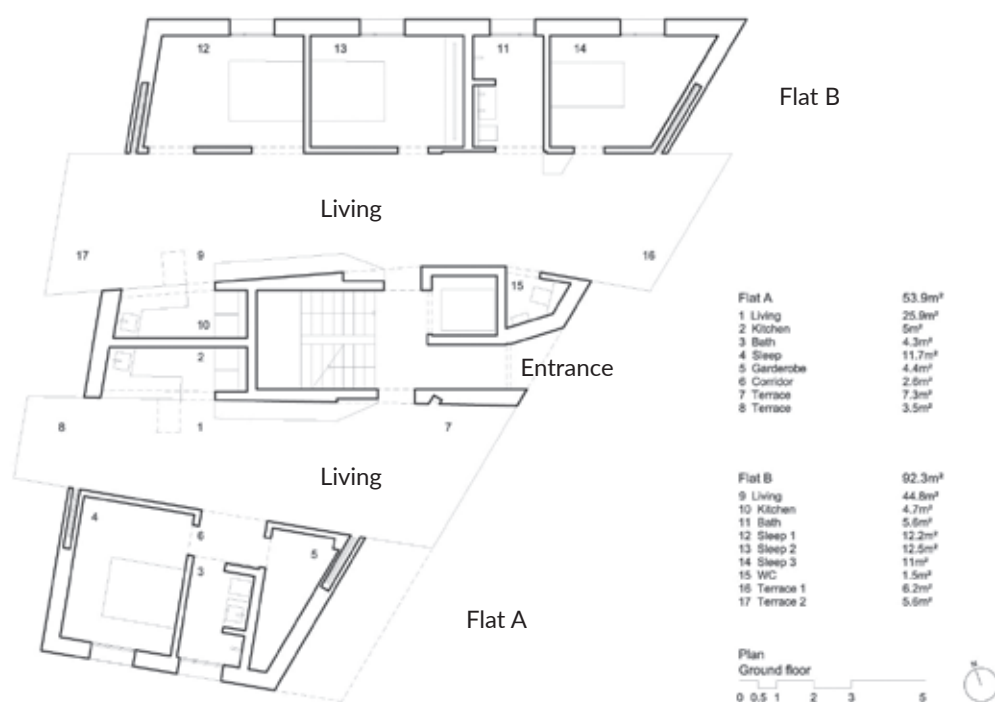 12 13 11 14
Flat B
Living
17 9 16
15
10
2
Entrance
8 1 7
Living
4 6 5
3
Flat A
Flat A 53.9m²
1 Living 25.9m²
2 Kitchen 5m²
3 Bath 4.3m²
4 Sleep 11.7m²
5 Garderobe 4.4m²
6 Corridor 2.6m²
7 Terrace 7.3m²
8 Terrace 3.5m²
Flat B 92.3m²
9 Living 44.8m²
10 Kitchen 4.7m²
11 Bath 5.6m²
12 Sleep 1 12.2m²
13 Sleep 2 12.5m²
14 Sleep 3 11m²
15 WC 1.5m²
16 Terrace 1 6.2m²
17 Terrace 2 5.6m²
Plan
Ground floor
N
0 0.5 1 2 3 5